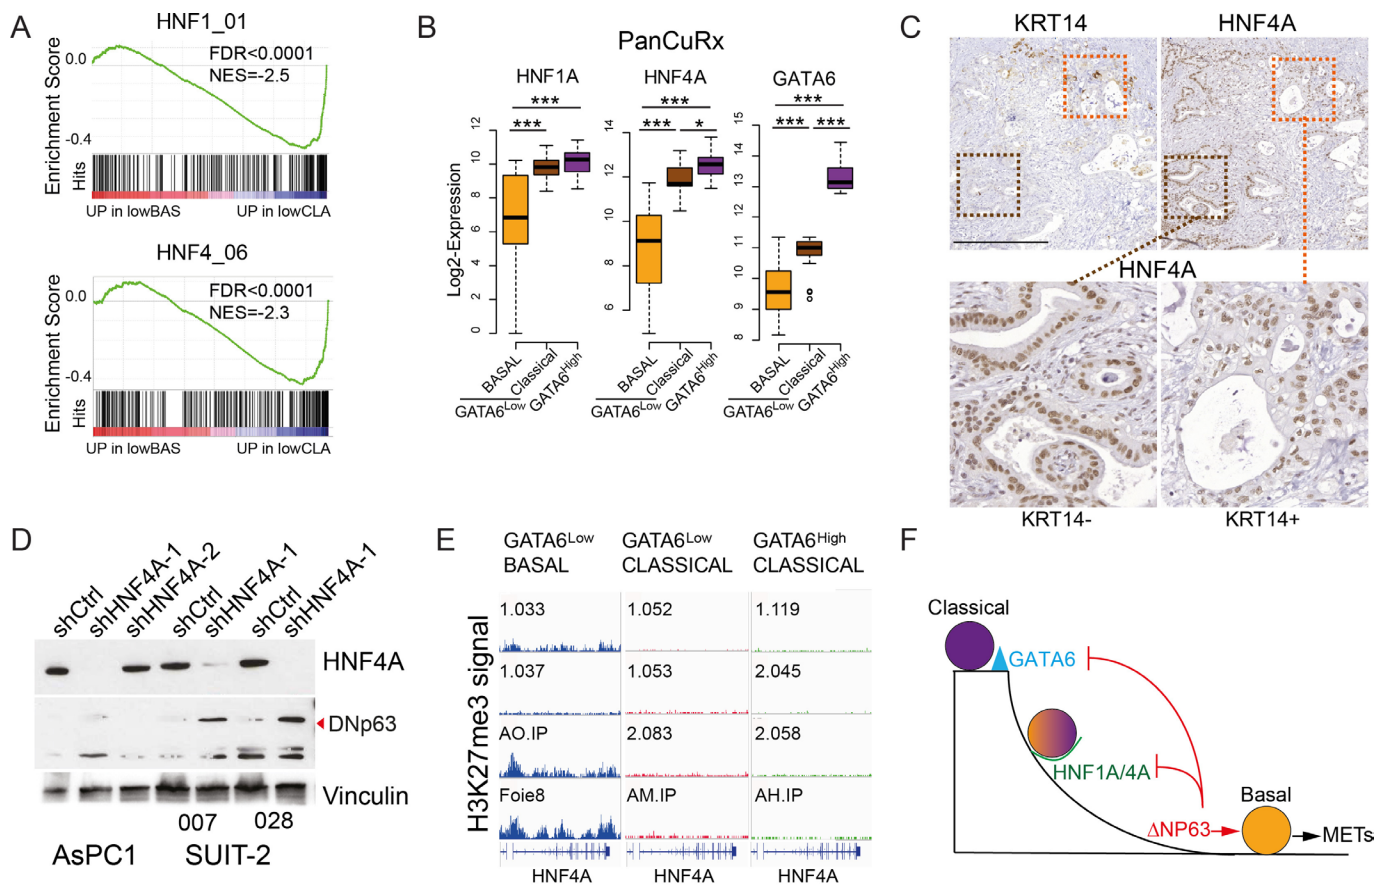 A
HNF1_01
Enrichment Score
0.0
-0.4
FDR<0.0001
NES=-2.5
Hits
UP in lowBAS
UP in lowCLA
HNF4_06
Enrichment Score
0.0
-0.4
FDR<0.0001
NES=-2.3
Hits
UP in lowBAS
UP in lowCLA
B
PanCuRx
Log2-Expression
HNF1A
***
***
12
10
8
6
4
2
0
BASAL
Classical
GATA6High
GATA6Low
HNF4A
***
***
*
14
12
10
8
6
BASAL
Classical
GATA6High
GATA6Low
GATA6
***
***
***
15
14
13
12
11
10
9
8
BASAL
Classical
GATA6High
GATA6Low
C
KRT14
HNF4A
HNF4A
KRT14-
KRT14+
D
shCtrl
shHNF4A-1
shHNF4A-2
shCtrl
shHNF4A-1
shCtrl
shHNF4A-1
HNF4A
DNp63
Vinculin
007
028
AsPC1
SUIT-2
E
H3K27me3 signal
GATA6Low
BASAL
GATA6Low
CLASSICAL
GATA6High
CLASSICAL
1.033
1.052
1.119
1.037
1.053
2.045
AO.IP
2.083
2.058
Foie8
AM.IP
AH.IP
HNF4A
HNF4A
HNF4A
F
Classical
GATA6
HNF1A/4A
Basal
ΔNP63
METs